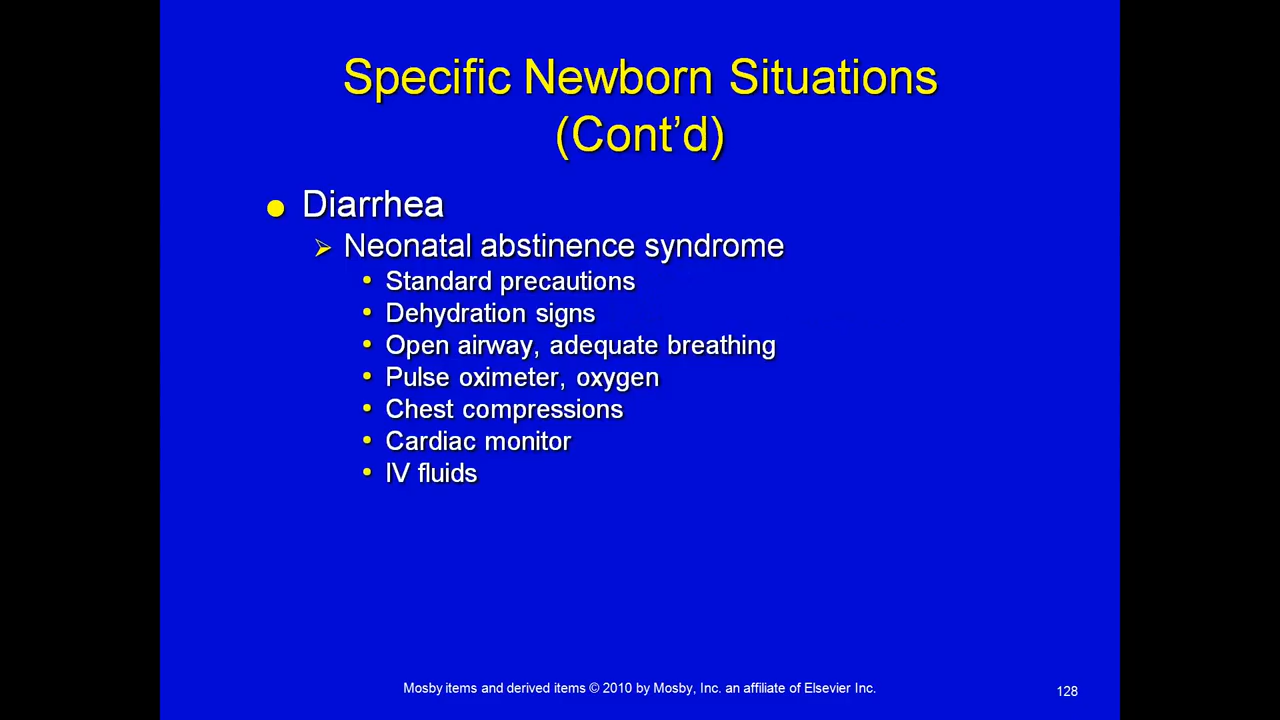 Specific Newborn Situations
(Cont’d)
Diarrhea
Neonatal abstinence syndrome
Standard precautions
Dehydration signs
Open airway, adequate breathing
Pulse oximeter, oxygen
Chest compressions
Cardiac monitor
IV fluids
Mosby items and derived items © 2010 by Mosby, Inc. an affiliate of Elsevier Inc.
128